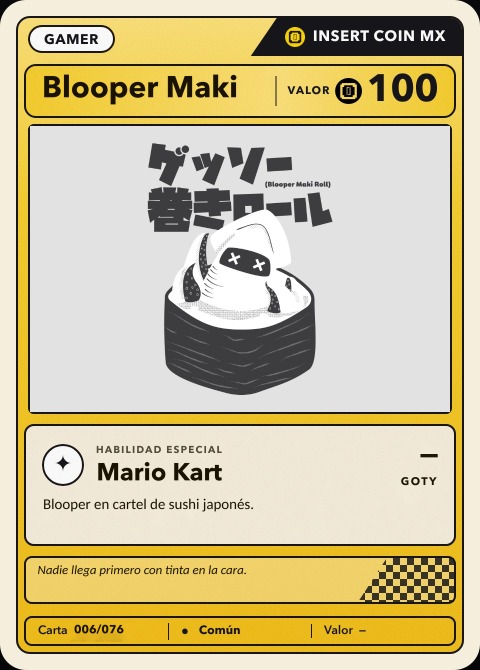 GAMER
INSERT COIN MX
Blooper Maki
VALOR 100
ゲッソー
(Blooper Maki Roll)
巻きロール
HABILIDAD ESPECIAL
Mario Kart
—
GOTY
Blooper en cartel de sushi japonés.
Nadie llega primero con tinta en la cara.
Carta 006/076 • Común Valor —